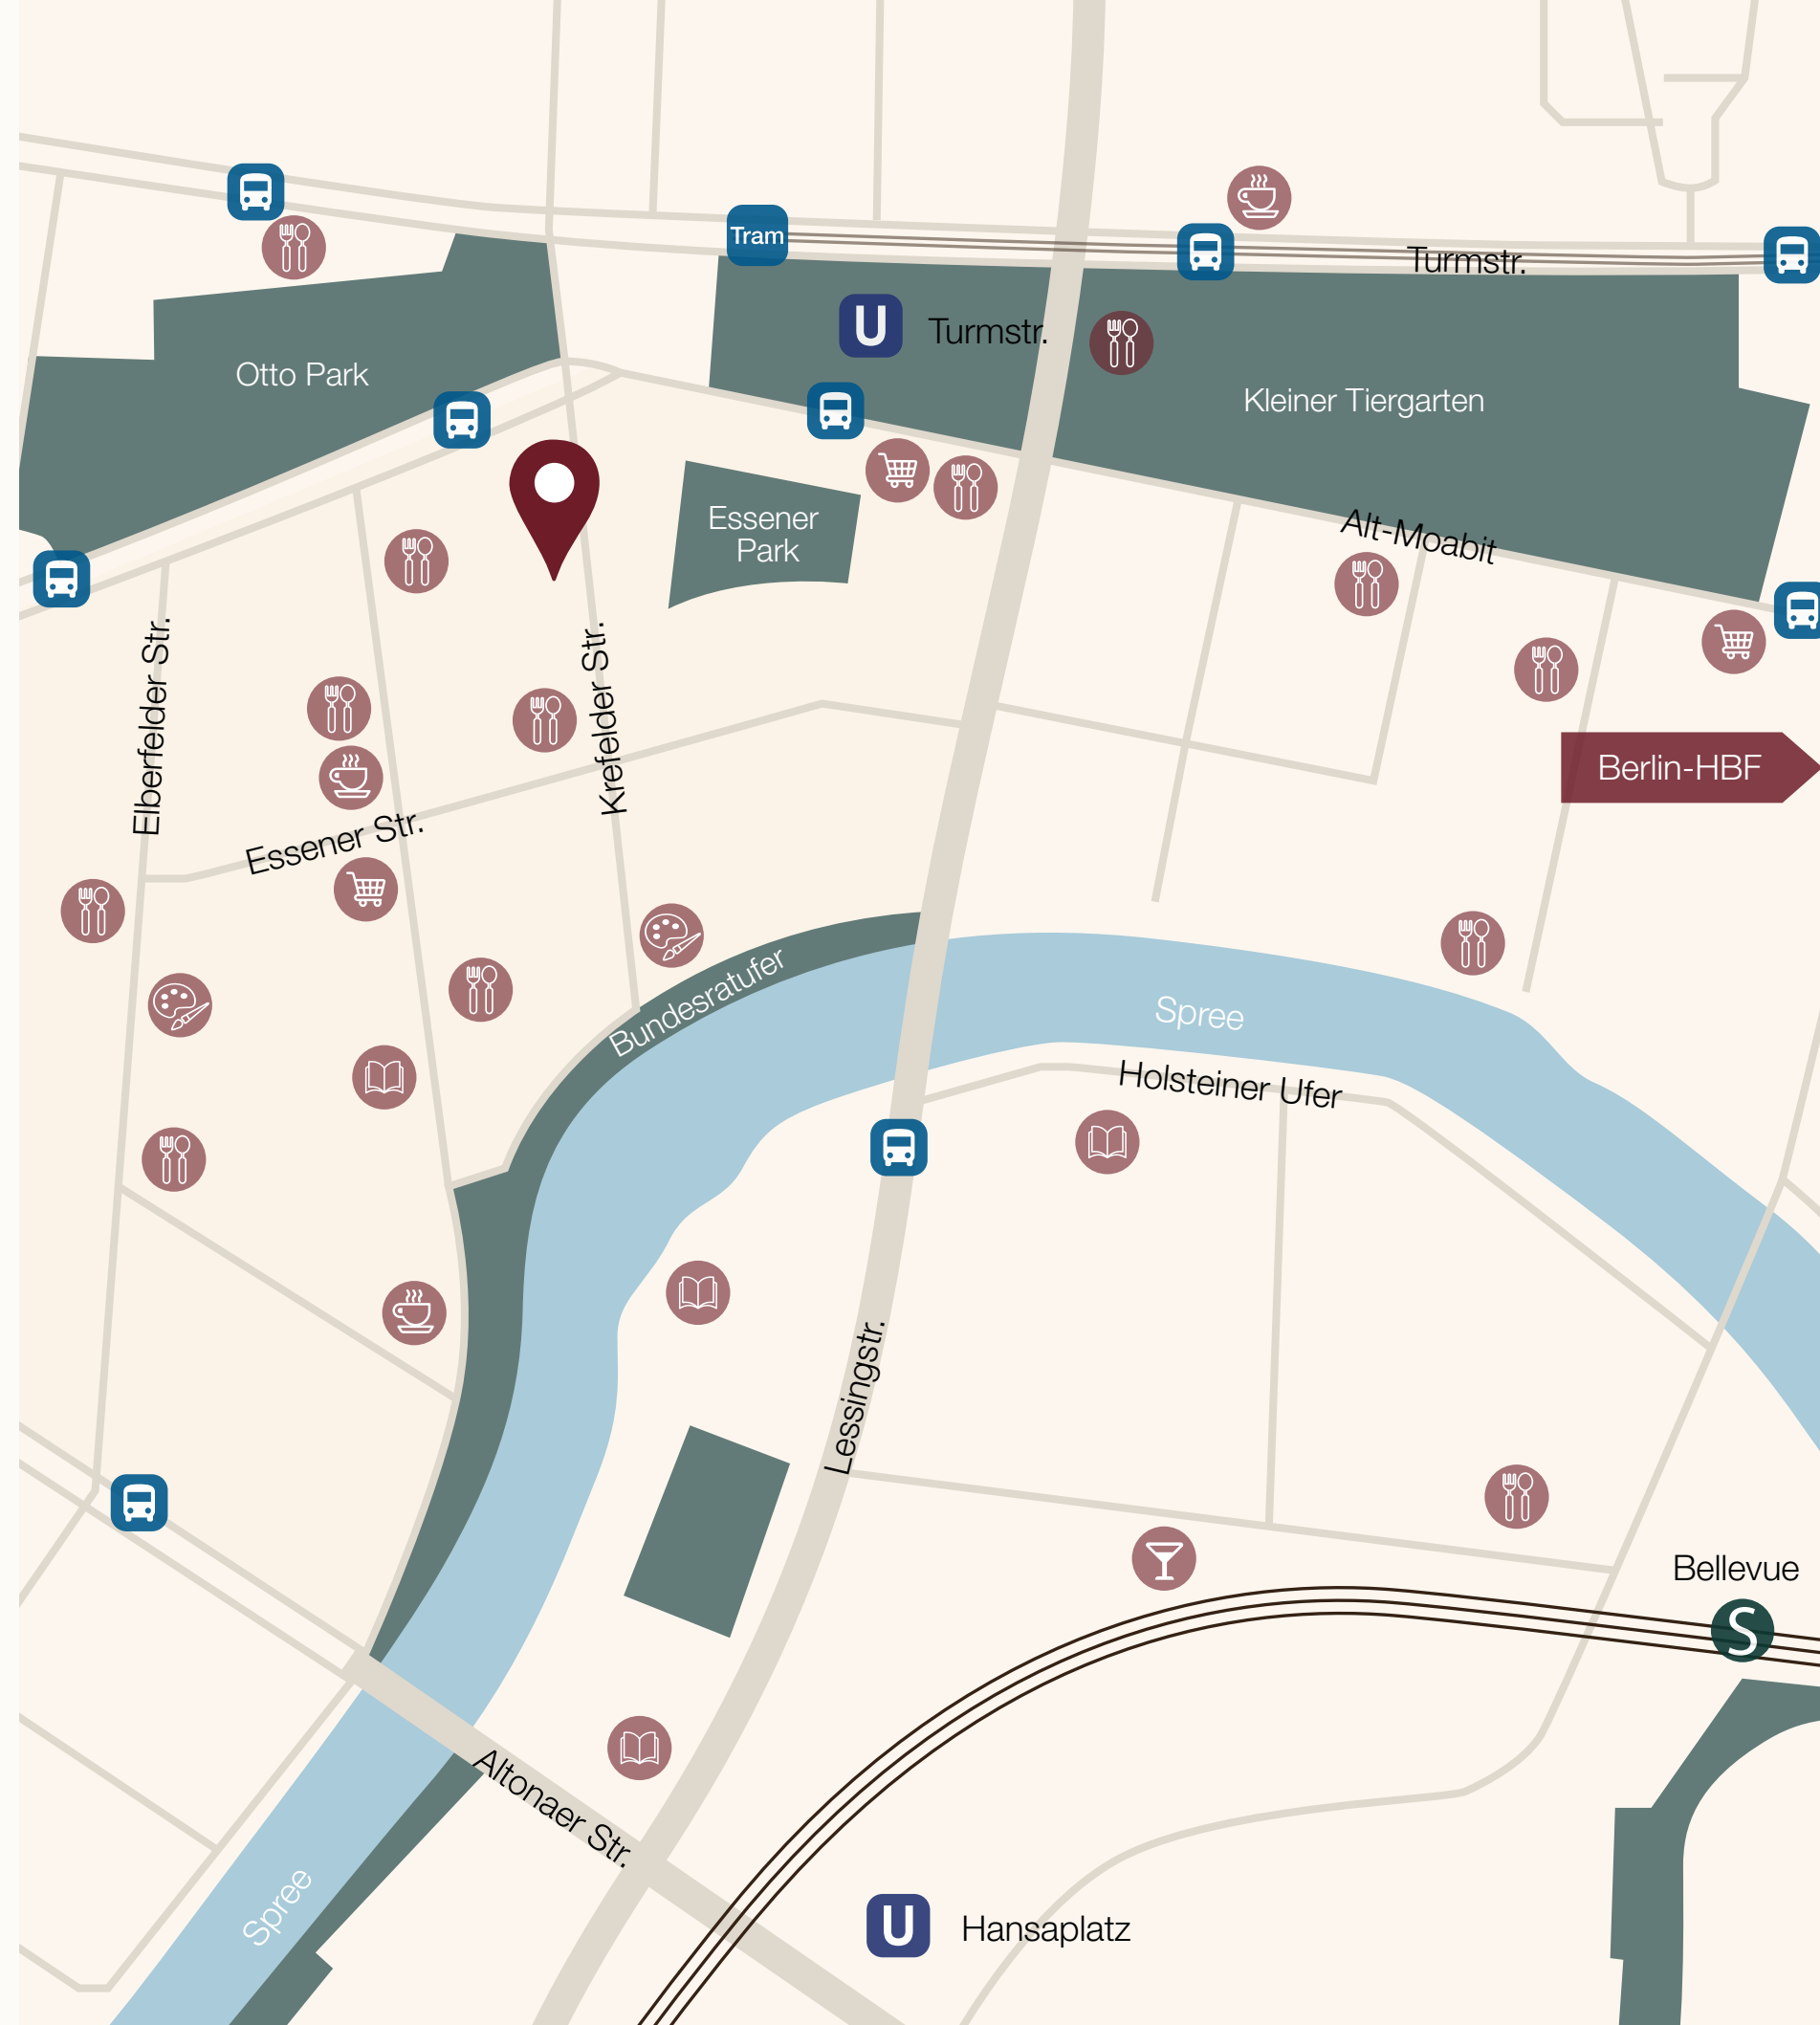 Tram
Turmstr.
U
Turmstr.
Otto Park
Kleiner Tiergarten
Essener
Park
Alt-Moabit
Elberfelder Str.
Krefelder Str.
Berlin-HBF
Essener Str.
Bundesratufer
Spree
Holsteiner Ufer
Lessingstr.
Bellevue
S
Altonaer Str.
Spree
U
Hansaplatz